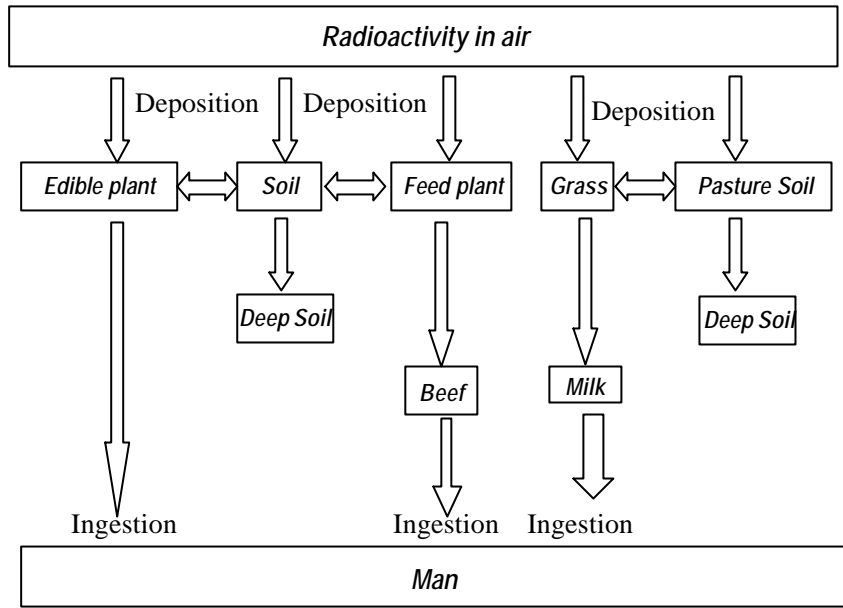 Radioactivity in air
Deposition
Deposition
Deposition
Edible plant
Soil
Feed plant
Grass
Pasture Soil
Deep Soil
Deep Soil
Beef
Milk
Ingestion
Ingestion
Ingestion
Man